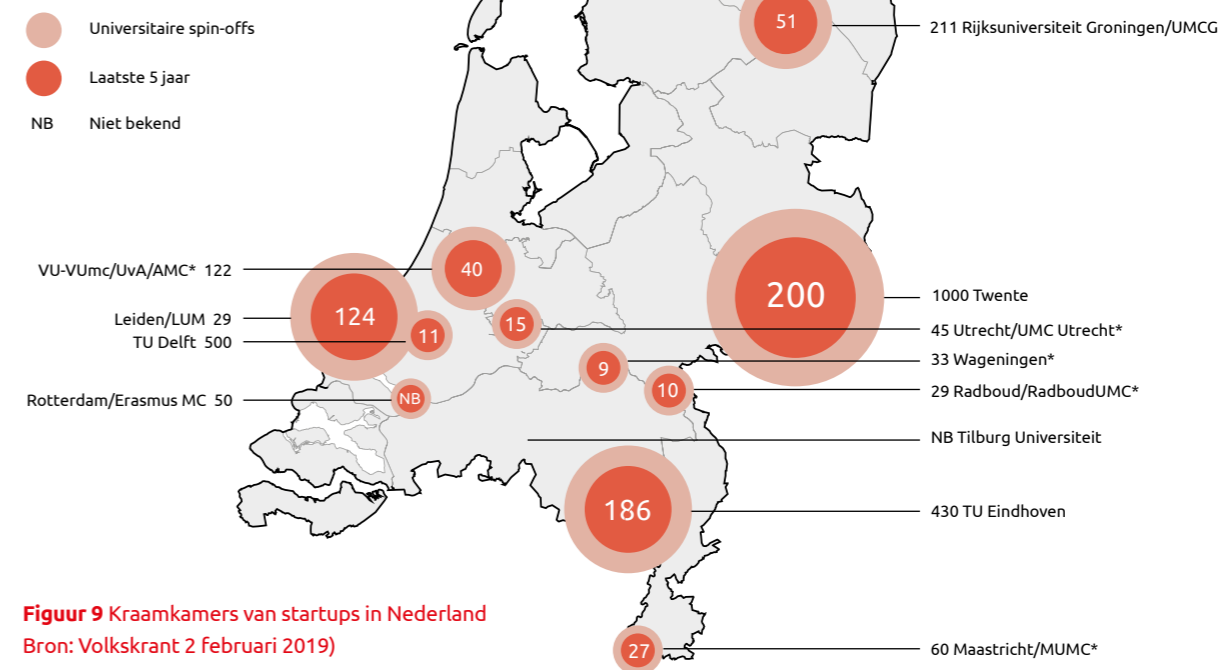 Universitaire spin-offs
Laatste 5 jaar
NB Niet bekend
51
211 Rijksuniversiteit Groningen/UMCG
VU-VUmc/UvA/AMC* 122
40
200
1000 Twente
Leiden/LUM 29
124
TU Delft 500
11
15
45 Utrecht/UMC Utrecht*
9
33 Wageningen*
10
29 Radboud/RadboudUMC*
Rotterdam/Erasmus MC 50
NB
NB Tilburg Universiteit
186
430 TU Eindhoven
27
60 Maastricht/MUMC*
Figuur 9 Kraamkamers van startups in Nederland
Bron: Volkskrant 2 februari 2019)